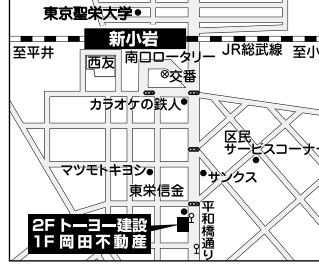 東京聖栄大学
新小岩
至平井
南口ロータリー
JR総武線
至小
西友
交番
カラオケの鉄人
区民
サービスコーナー
マツモトキヨシ
サンクス
東栄信金
平和橋通り
2F トーヨー建設
1F 岡田不動産